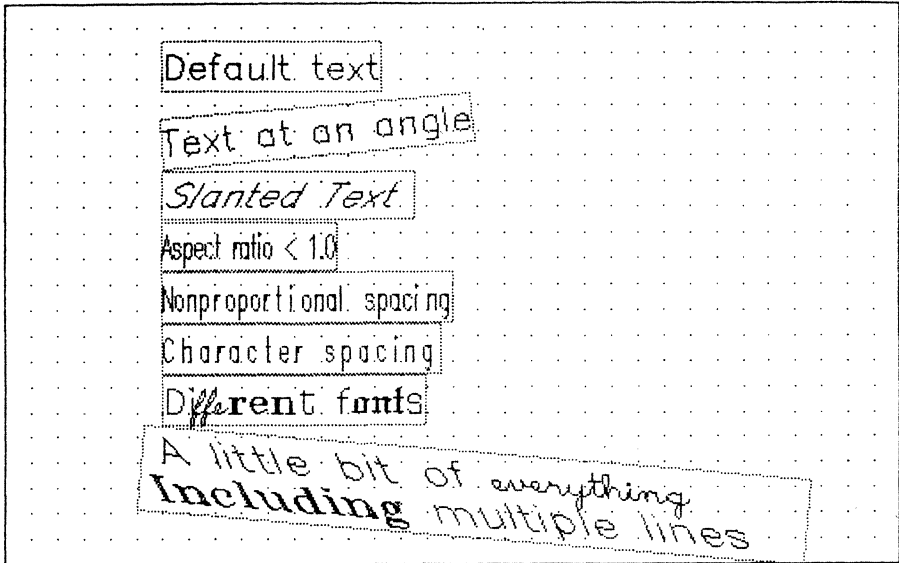 Default text
Text at an angle
Slanted Text
Aspect ratio < 1.0
Nonproportional spacing
Character spacing
Different fonts
A little bit of everything
Including multiple lines